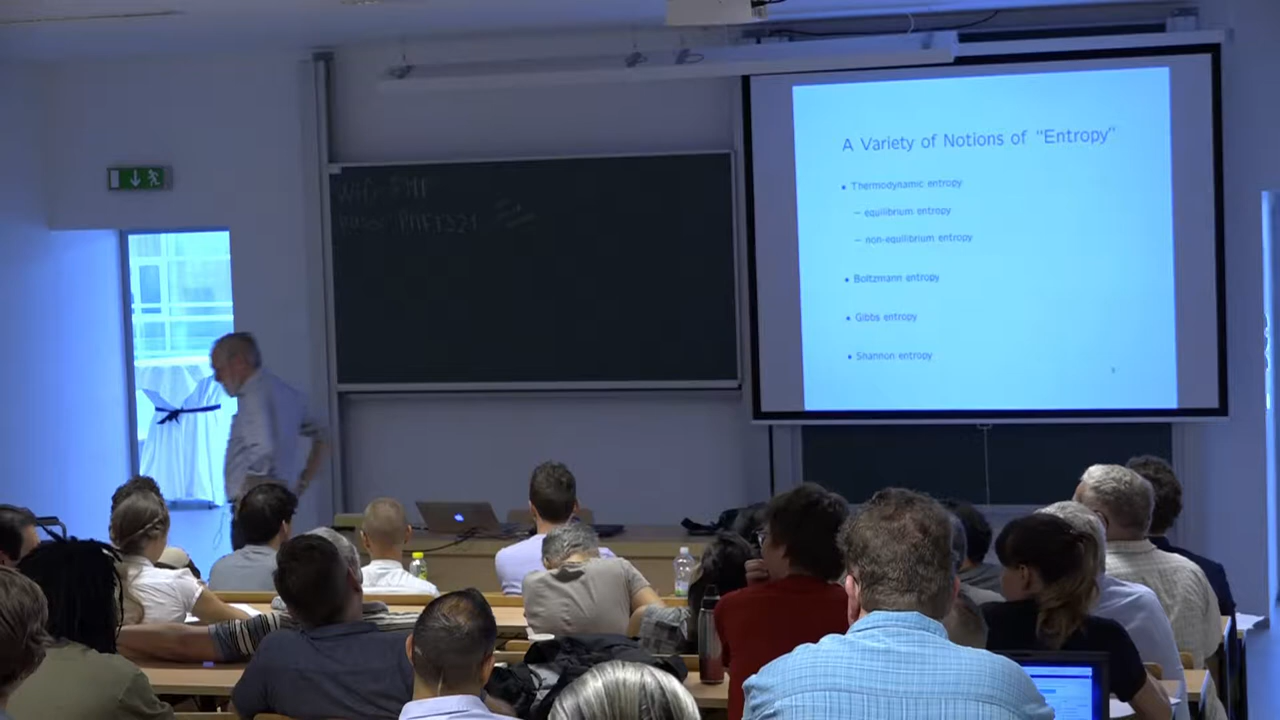 A Variety of Notions of "Entropy"
• Thermodynamic entropy
– equilibrium entropy
– non-equilibrium entropy
• Boltzmann entropy
• Gibbs entropy
• Shannon entropy